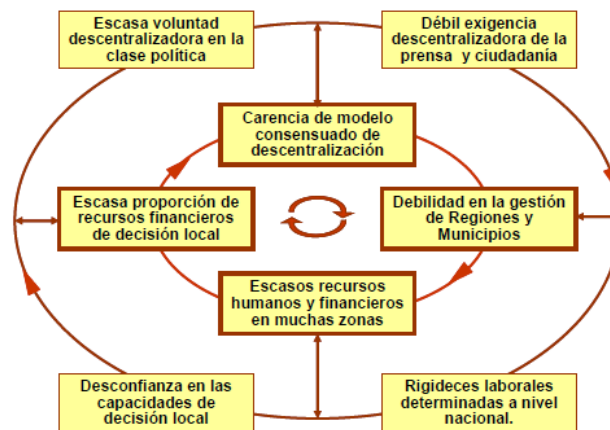 Escasa voluntad
descentralizadora en la
clase política
Débil exigencia
descentralizadora de la
prensa y ciudadanía
Carencia de modelo
consensuado de
descentralización
Escasa proporción de
recursos financieros
de decisión local
Debilidad en la gestión
de Regiones y
Municipios
Escasos recursos
humanos y financieros
en muchas zonas
Desconfianza en las
capacidades de
decisión local
Rigideces laborales
determinadas a nivel
nacional.